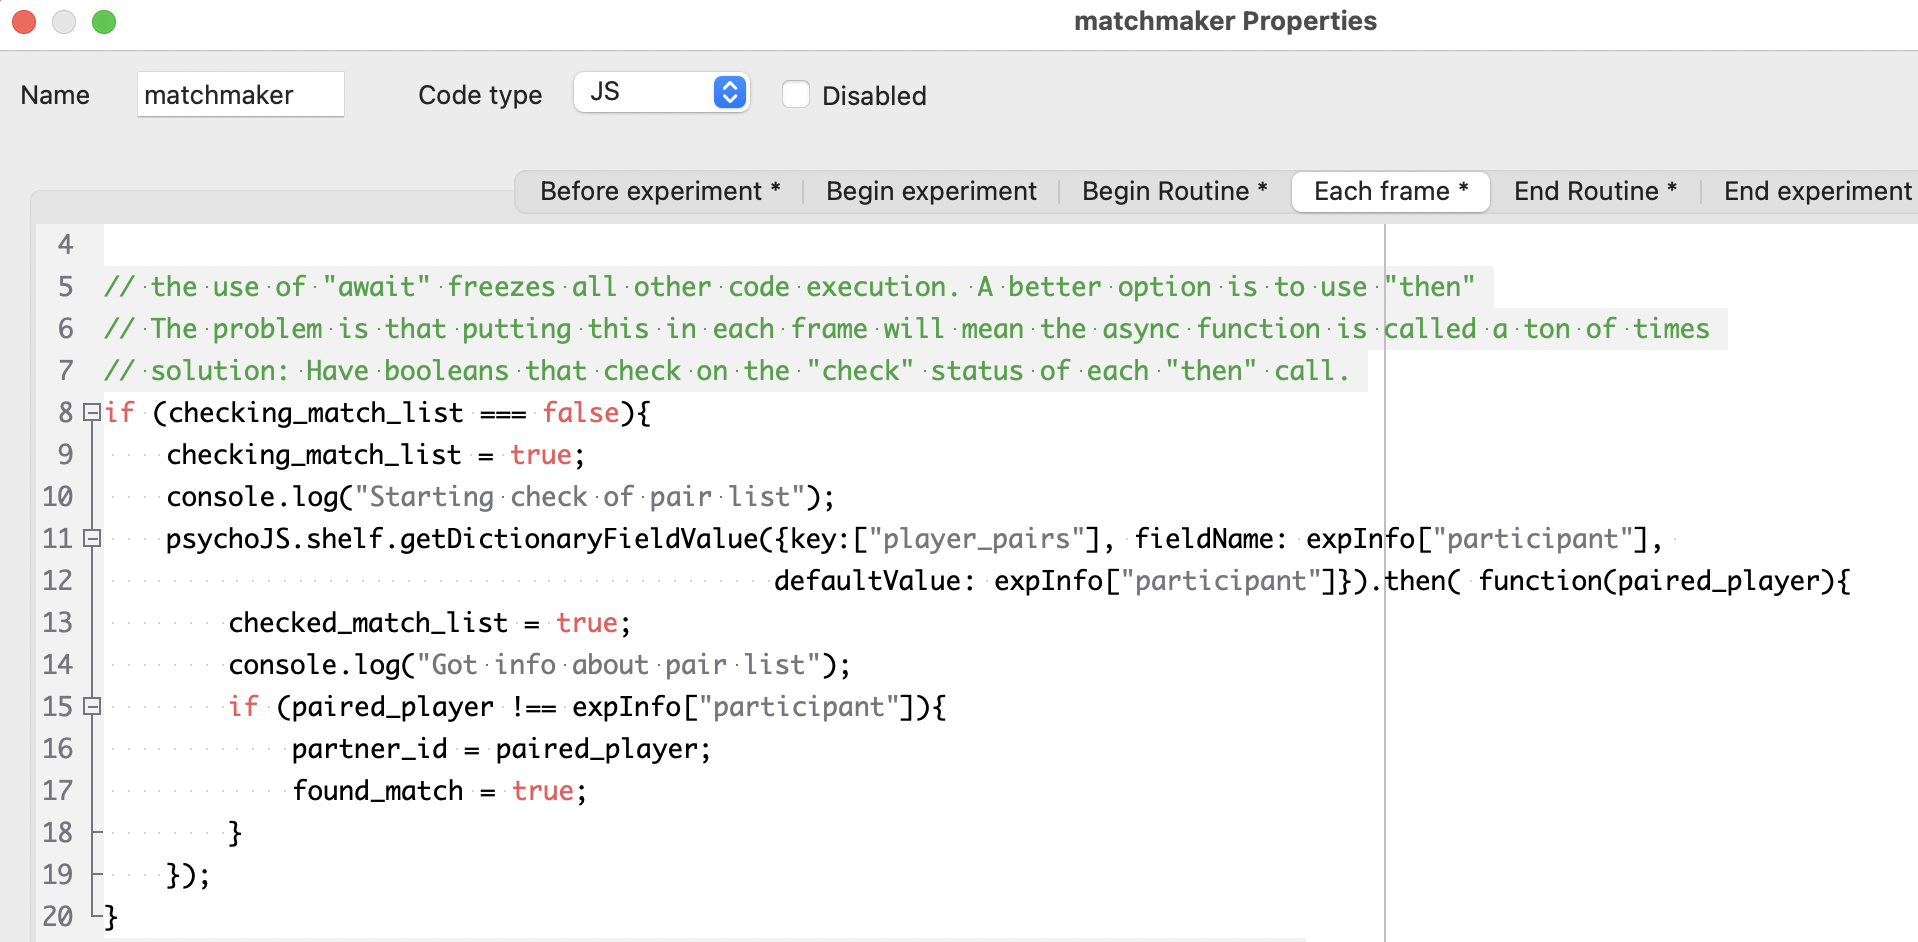 matchmaker Properties
Name matchmaker Code type JS Disabled
Before experiment * Begin experiment Begin Routine * Each frame * End Routine * End experiment
4
5 // the use of "await" freezes all other code execution. A better option is to use "then"
6 // The problem is that putting this in each frame will mean the async function is called a ton of times
7 // solution: Have booleans that check on the "check" status of each "then" call.
8 if (checking_match_list === false){
9 checking_match_list = true;
10 console.log("Starting check of pair list");
11 psychoJS.shelf.getDictionaryFieldValue({key:["player_pairs"], fieldName: expInfo["participant"],
12 defaultValue: expInfo["participant"]}).then( function(paired_player){
13 checked_match_list = true;
14 console.log("Got info about pair list");
15 if (paired_player !== expInfo["participant"]){
16 partner_id = paired_player;
17 found_match = true;
18 }
19 });
20 }